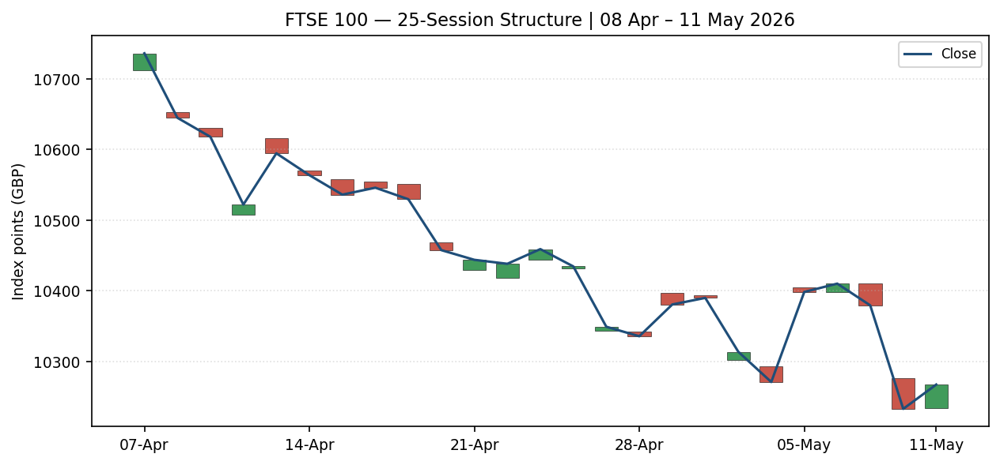 FTSE 100 — 25-Session Structure | 08 Apr – 11 May 2026
Close
Index points (GBP)
10700
10600
10500
10400
10300
07-Apr
14-Apr
21-Apr
28-Apr
05-May
11-May